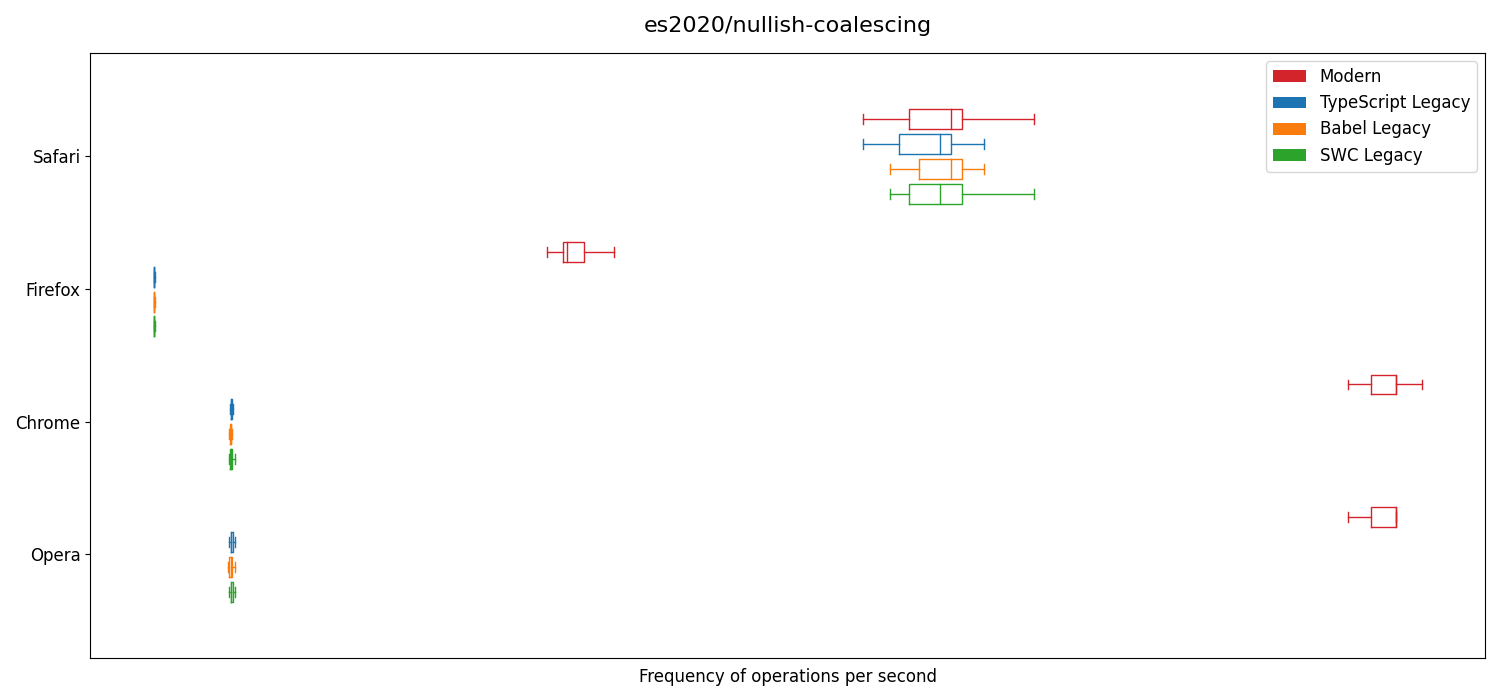 es2020/nullish-coalescing
Modern
TypeScript Legacy
Babel Legacy
SWC Legacy
Safari
Firefox
Chrome
Opera
Frequency of operations per second